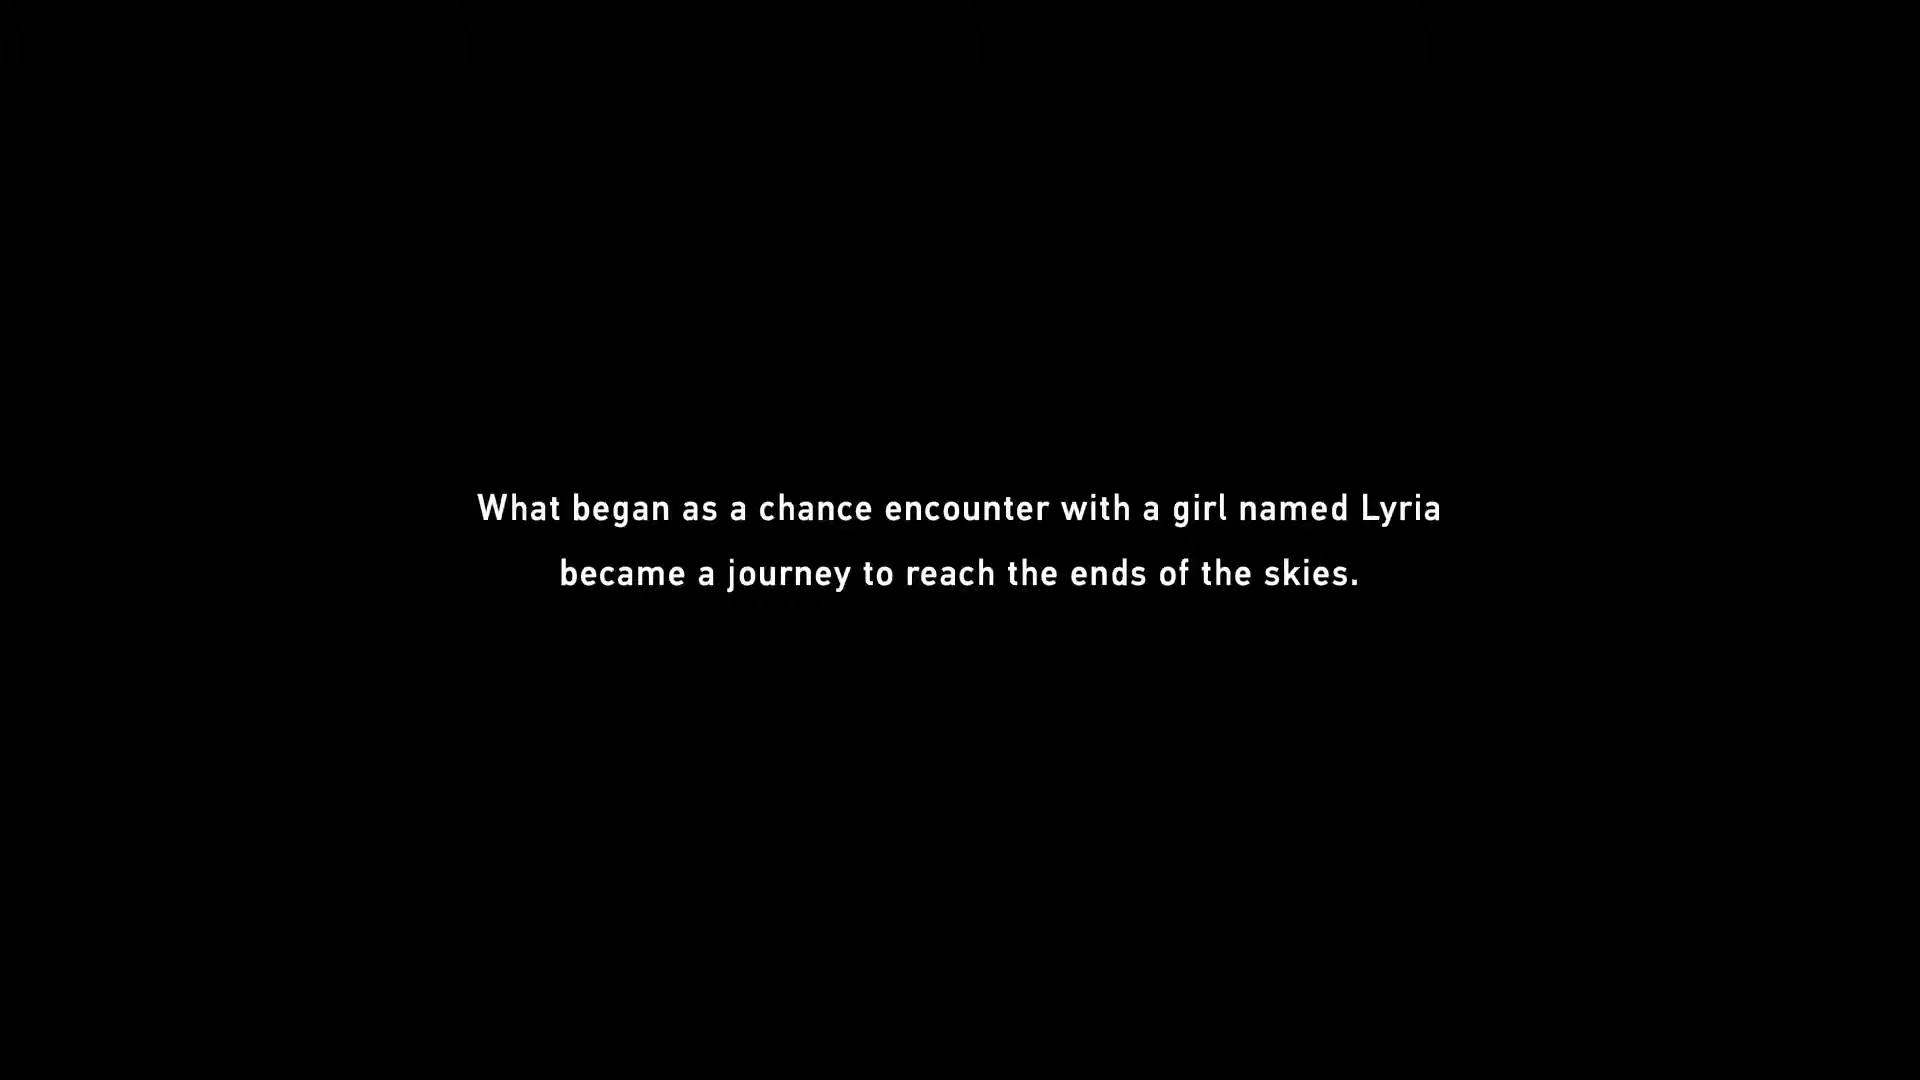 What began as a chance encounter with a girl named Lyria
became a journey to reach the ends of the skies.